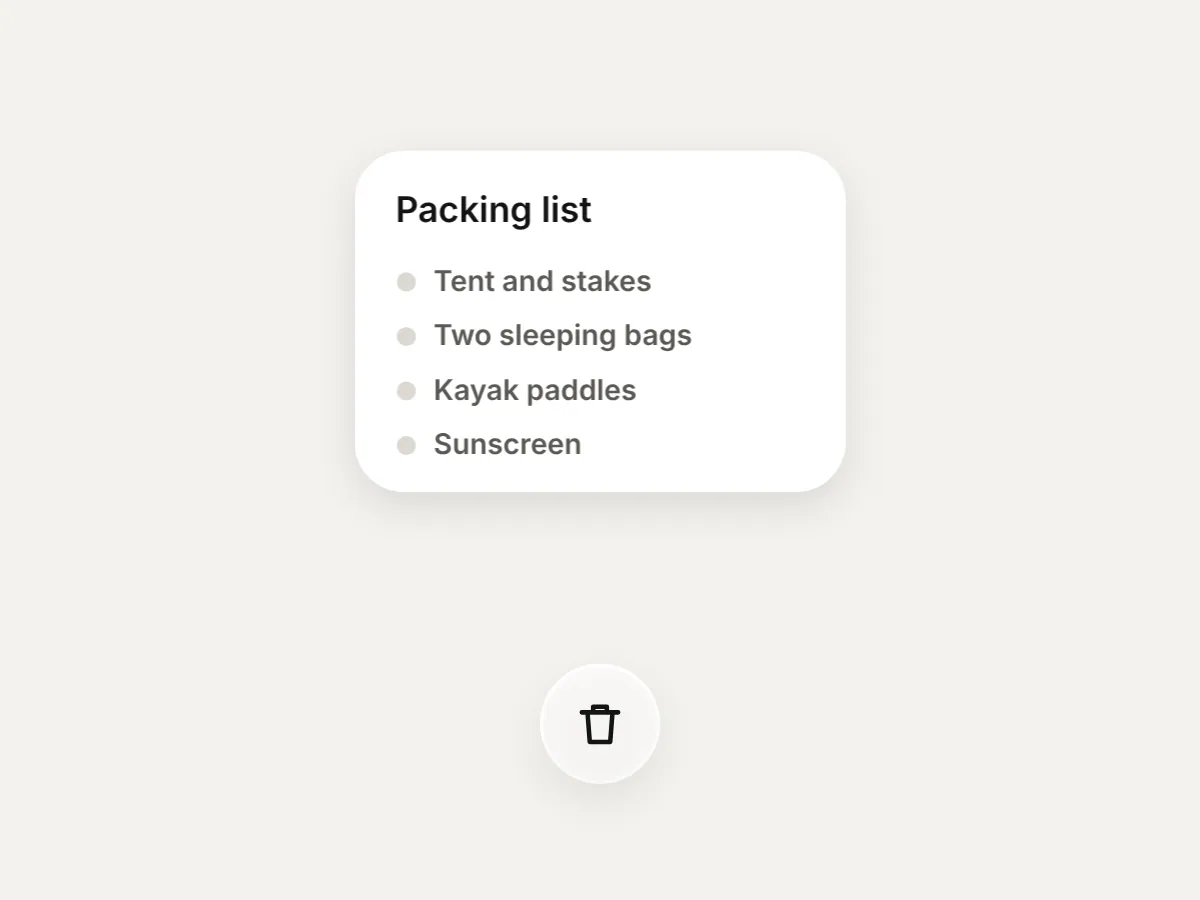 Packing list
Tent and stakes
Two sleeping bags
Kayak paddles
Sunscreen